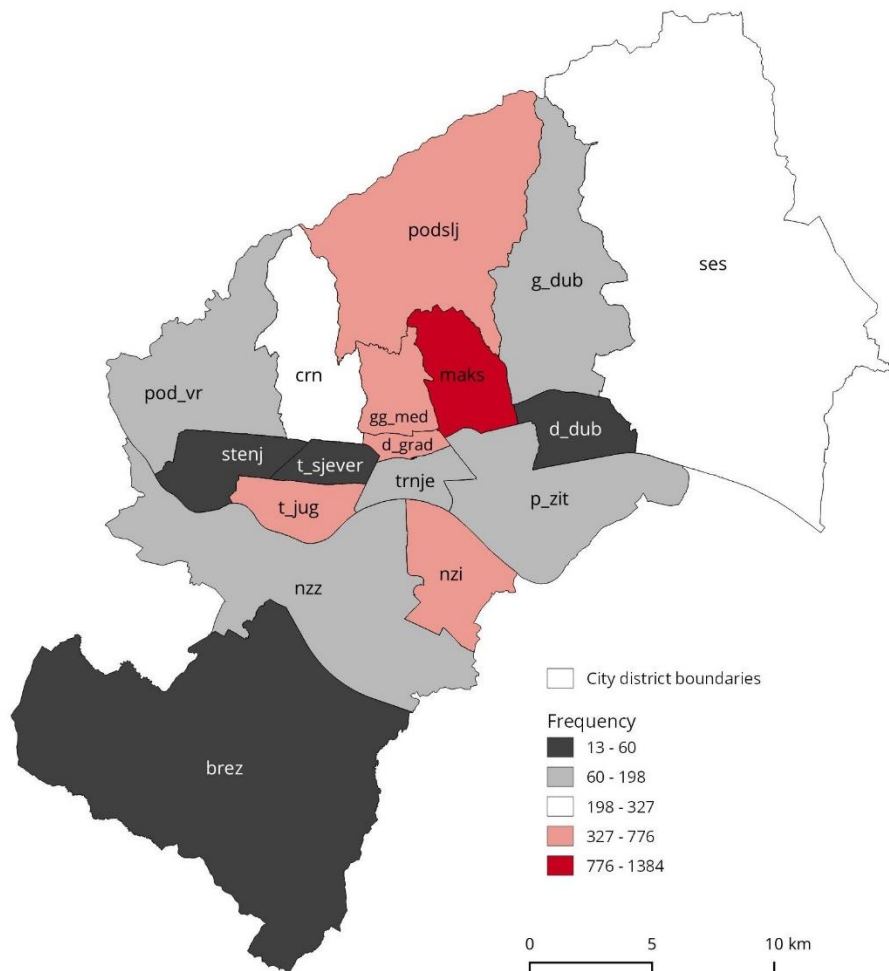 podslj
ses
g_dub
crn
maks
pod_vr
gg_med
d_dub
d_grad
stenj
t_sjever
trnje
p_zit
t_jug
nzi
nzz
City district boundaries
Frequency
13 - 60
60 - 198
198 - 327
327 - 776
776 - 1384
brez
0 5 10 km